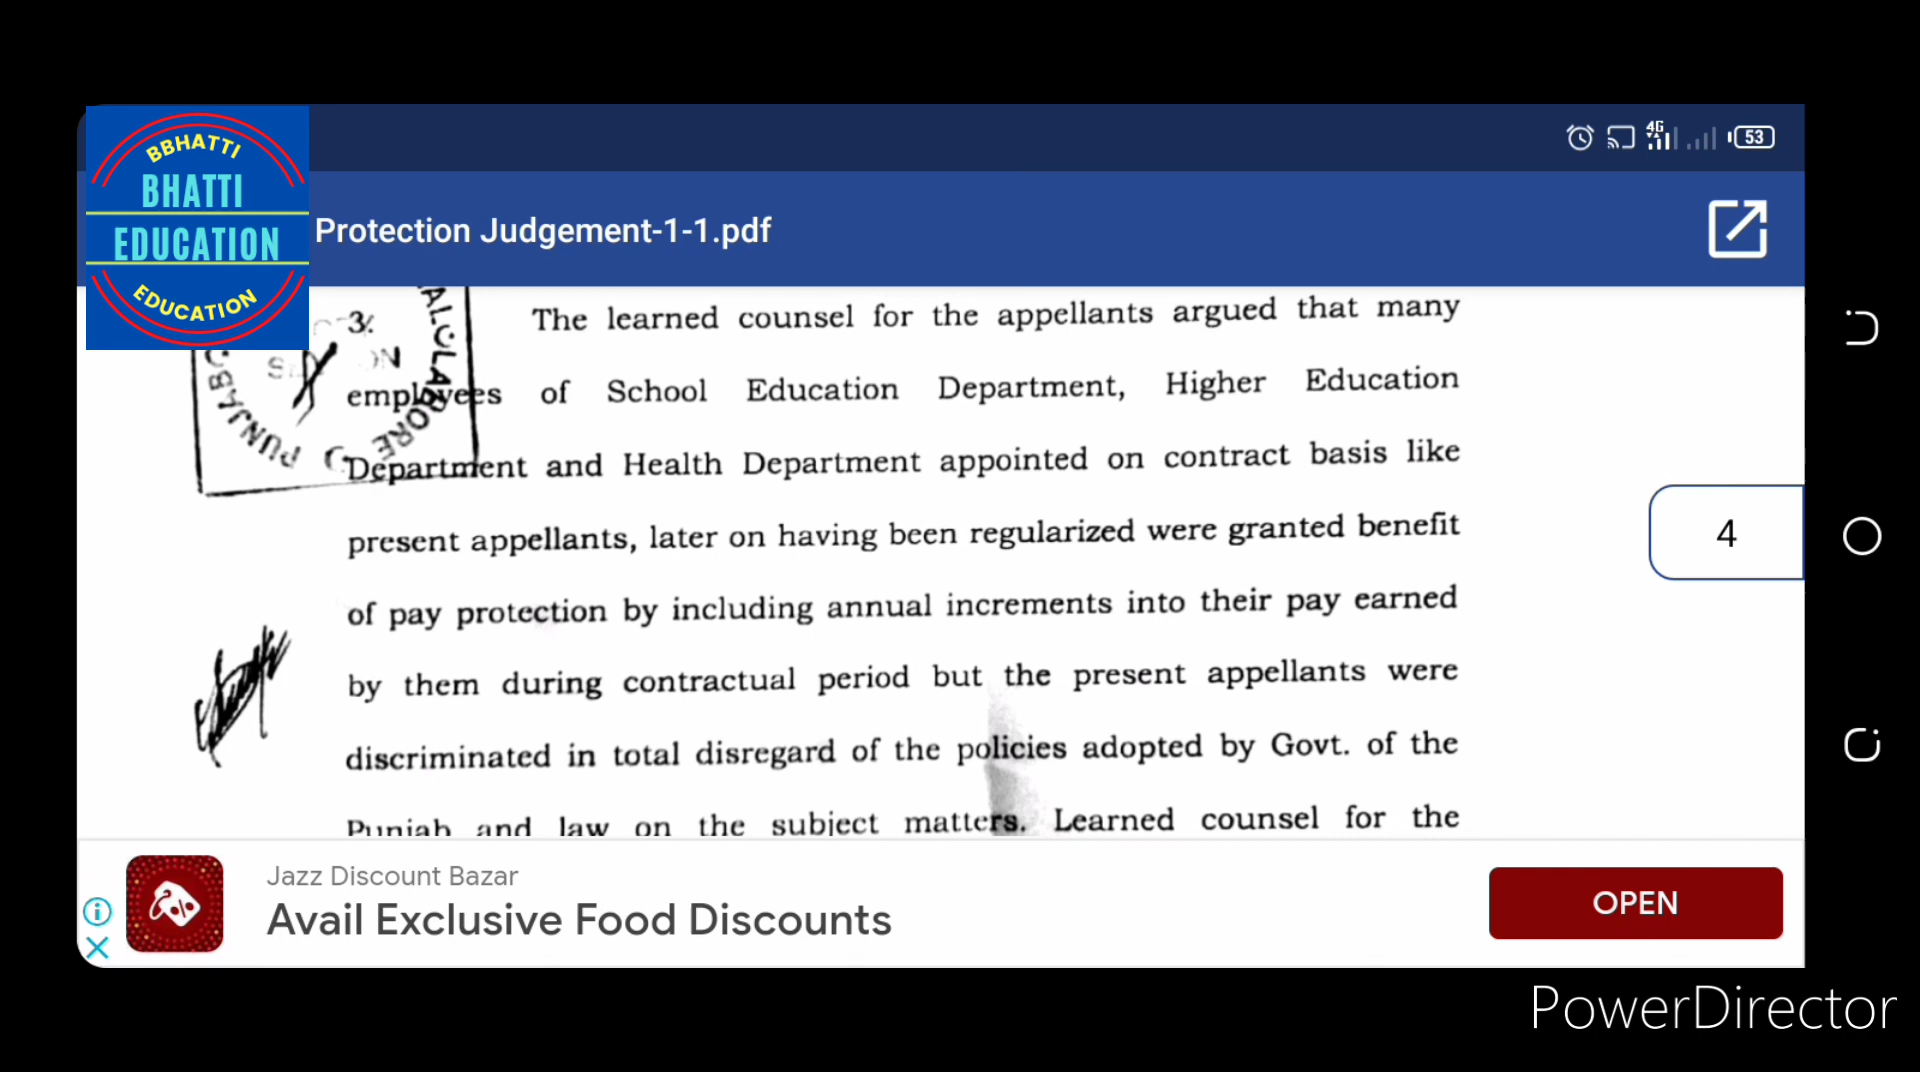 4G
53
BBHATTI
BHATTI
EDUCATION
EDUCATION
Protection Judgement-1-1.pdf
3.
The learned counsel for the appellants argued that many
employees of School Education Department, Higher Education
Department and Health Department appointed on contract basis like
present appellants, later on having been regularized were granted benefit
of pay protection by including annual increments into their pay earned
by them during contractual period but the present appellants were
discriminated in total disregard of the policies adopted by Govt. of the
Punjab and law on the subject matters. Learned counsel for the
PUNJAB
LAHORE
4
Jazz Discount Bazar
Avail Exclusive Food Discounts
OPEN
PowerDirector